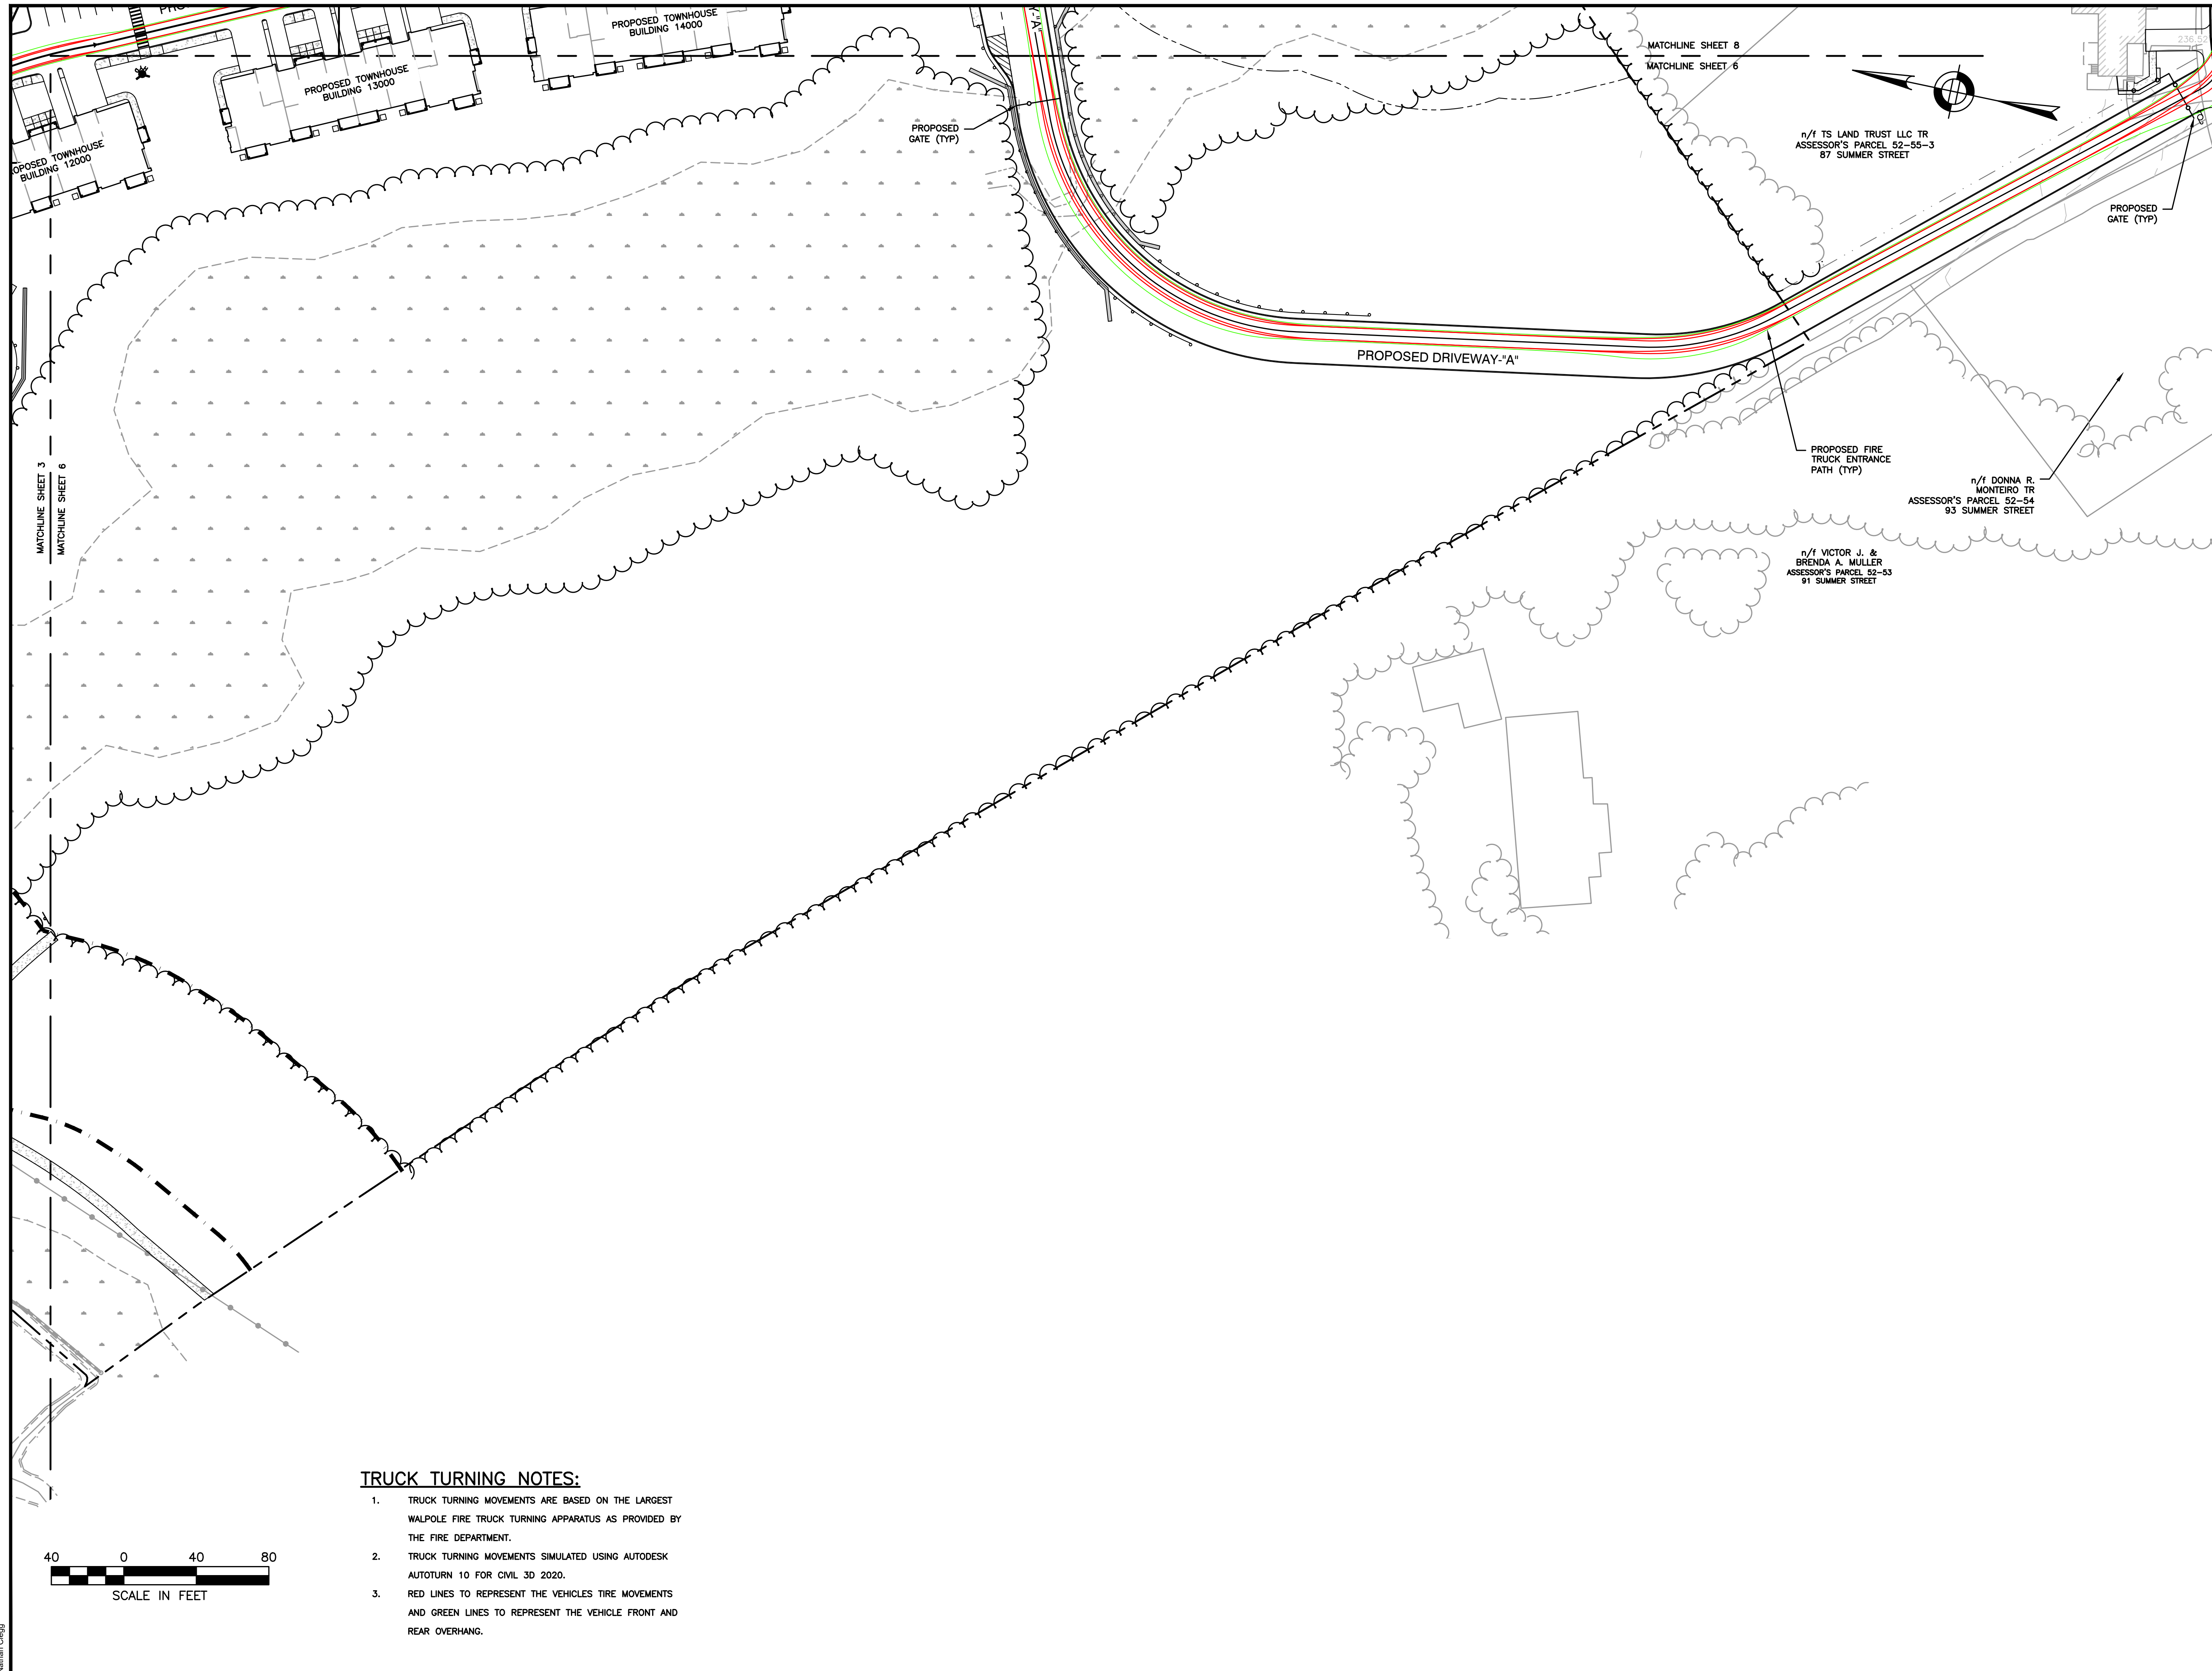 PROPOSED TOWNHOUSE
BUILDING 14000
PROPOSED TOWNHOUSE
BUILDING 13000
OPOSED TOWNHOUSE
BUILDING 12000
Y-"A"
MATCHLINE SHEET 8
MATCHLINE SHEET 6
236.52
PROPOSED
GATE (TYP)
n/f TS LAND TRUST LLC TR
ASSESSOR'S PARCEL 52-55-3
87 SUMMER STREET
PROPOSED
GATE (TYP)
PROPOSED DRIVEWAY-"A"
PROPOSED FIRE
TRUCK ENTRANCE
PATH (TYP)
n/f DONNA R.
MONTEIRO TR
ASSESSOR'S PARCEL 52-54
93 SUMMER STREET
MATCHLINE SHEET 3
MATCHLINE SHEET 6
n/f VICTOR J. &
BRENDA A. MULLER
ASSESSOR'S PARCEL 52-53
91 SUMMER STREET
TRUCK TURNING NOTES:
1. TRUCK TURNING MOVEMENTS ARE BASED ON THE LARGEST
WALPOLE FIRE TRUCK TURNING APPARATUS AS PROVIDED BY
THE FIRE DEPARTMENT.
2. TRUCK TURNING MOVEMENTS SIMULATED USING AUTODESK
AUTOTURN 10 FOR CIVIL 3D 2020.
3. RED LINES TO REPRESENT THE VEHICLES TIRE MOVEMENTS
AND GREEN LINES TO REPRESENT THE VEHICLE FRONT AND
REAR OVERHANG.
40 0 40 80
SCALE IN FEET